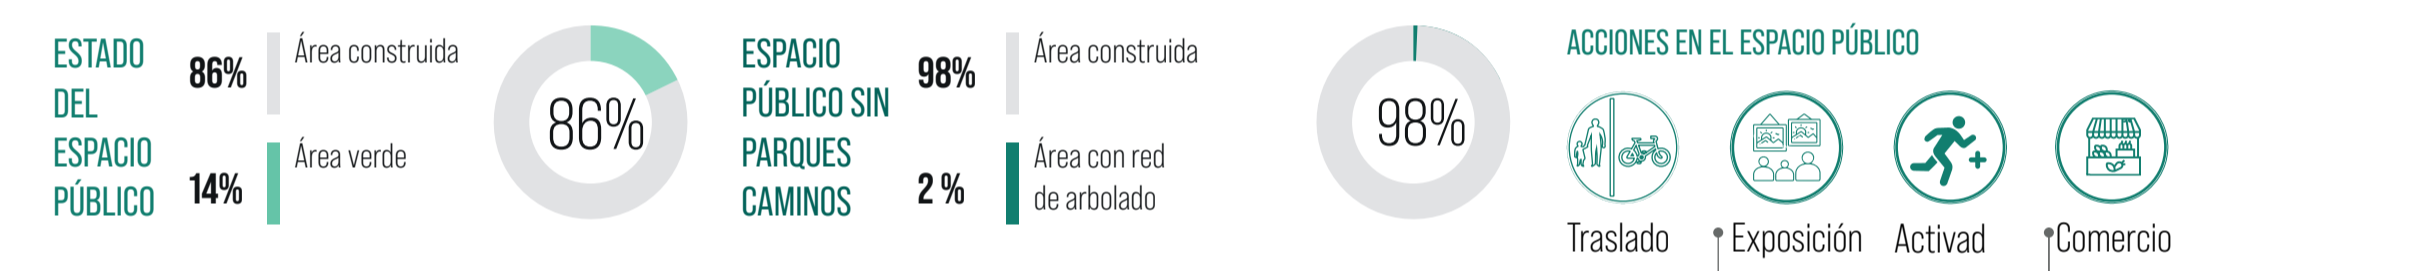 ESTADO
DEL
ESPACIO
PÚBLICO
86%
Área construida
14%
Área verde
86%
ESPACIO
PÚBLICO SIN
PARQUES
CAMINOS
98%
Área construida
2 %
Área con red
de arbolado
98%
ACCIONES EN EL ESPACIO PÚBLICO
Traslado
Exposición
Activad
Comercio